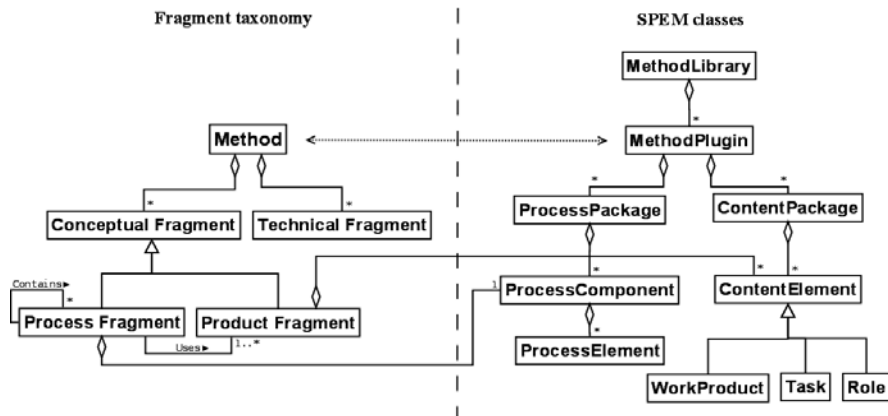 Fragment taxonomy
SPEM classes
MethodLibrary
*
Method
MethodPlugin
*
*
*
*
Conceptual Fragment
Technical Fragment
ProcessPackage
ContentPackage
Contains►
*
*
*
*
1
Process Fragment
Product Fragment
ProcessComponent
ContentElement
Uses►
1..*
*
ProcessElement
WorkProduct
Task
Role